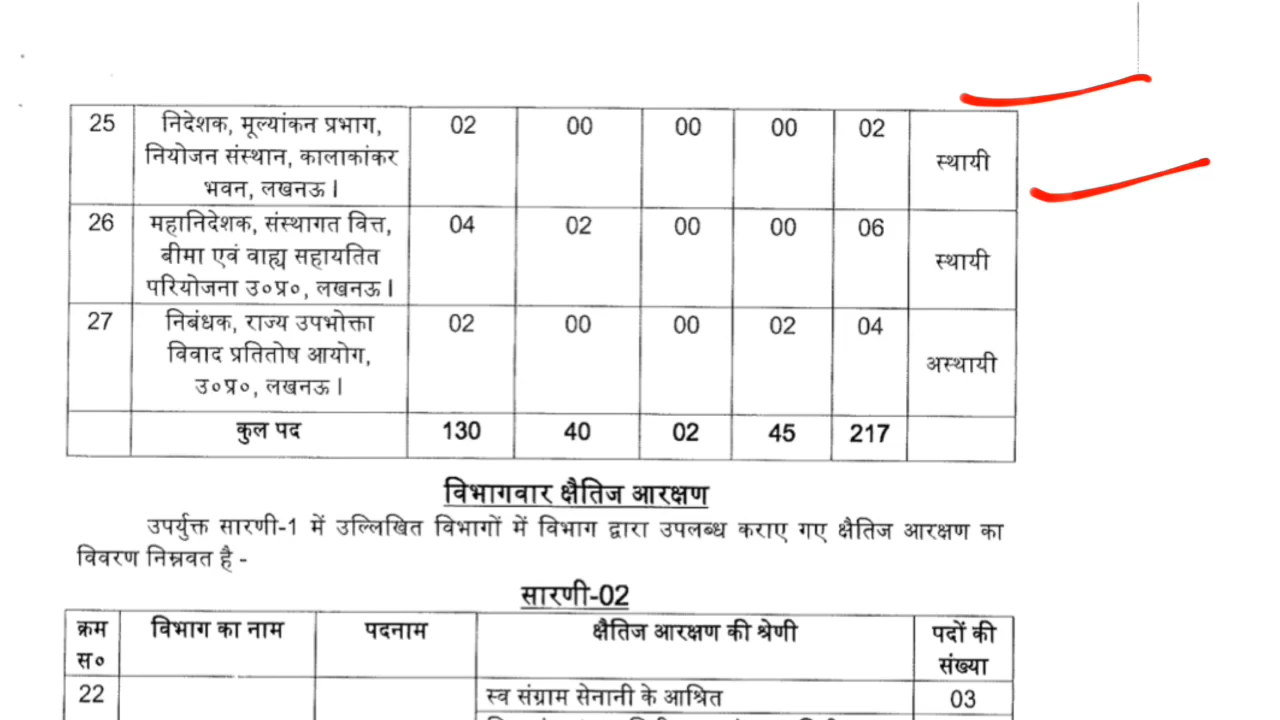 25 निदेशक, मूल्यांकन प्रभाग, 02 00 00 00 02
नियोजन संस्थान, कालाकांकर स्थायी
भवन, लखनऊ।
26 महानिदेशक, संस्थागत वित्त, 04 02 00 00 06
बीमा एवं वाह्य सहायतित स्थायी
परियोजना उ०प्र०, लखनऊ।
27 निबंधक, राज्य उपभोक्ता 02 00 00 02 04
विवाद प्रतितोष आयोग, अस्थायी
उ०प्र०, लखनऊ।
कुल पद 130 40 02 45 217
विभागवार क्षैतिज आरक्षण
उपर्युक्त सारणी-1 में उल्लिखित विभागों में विभाग द्वारा उपलब्ध कराए गए क्षैतिज आरक्षण का
विवरण निम्नवत है -
सारणी-02
क्रम विभाग का नाम पदनाम क्षैतिज आरक्षण की श्रेणी पदों की
स० संख्या
22 स्व संग्राम सेनानी के आश्रित 03